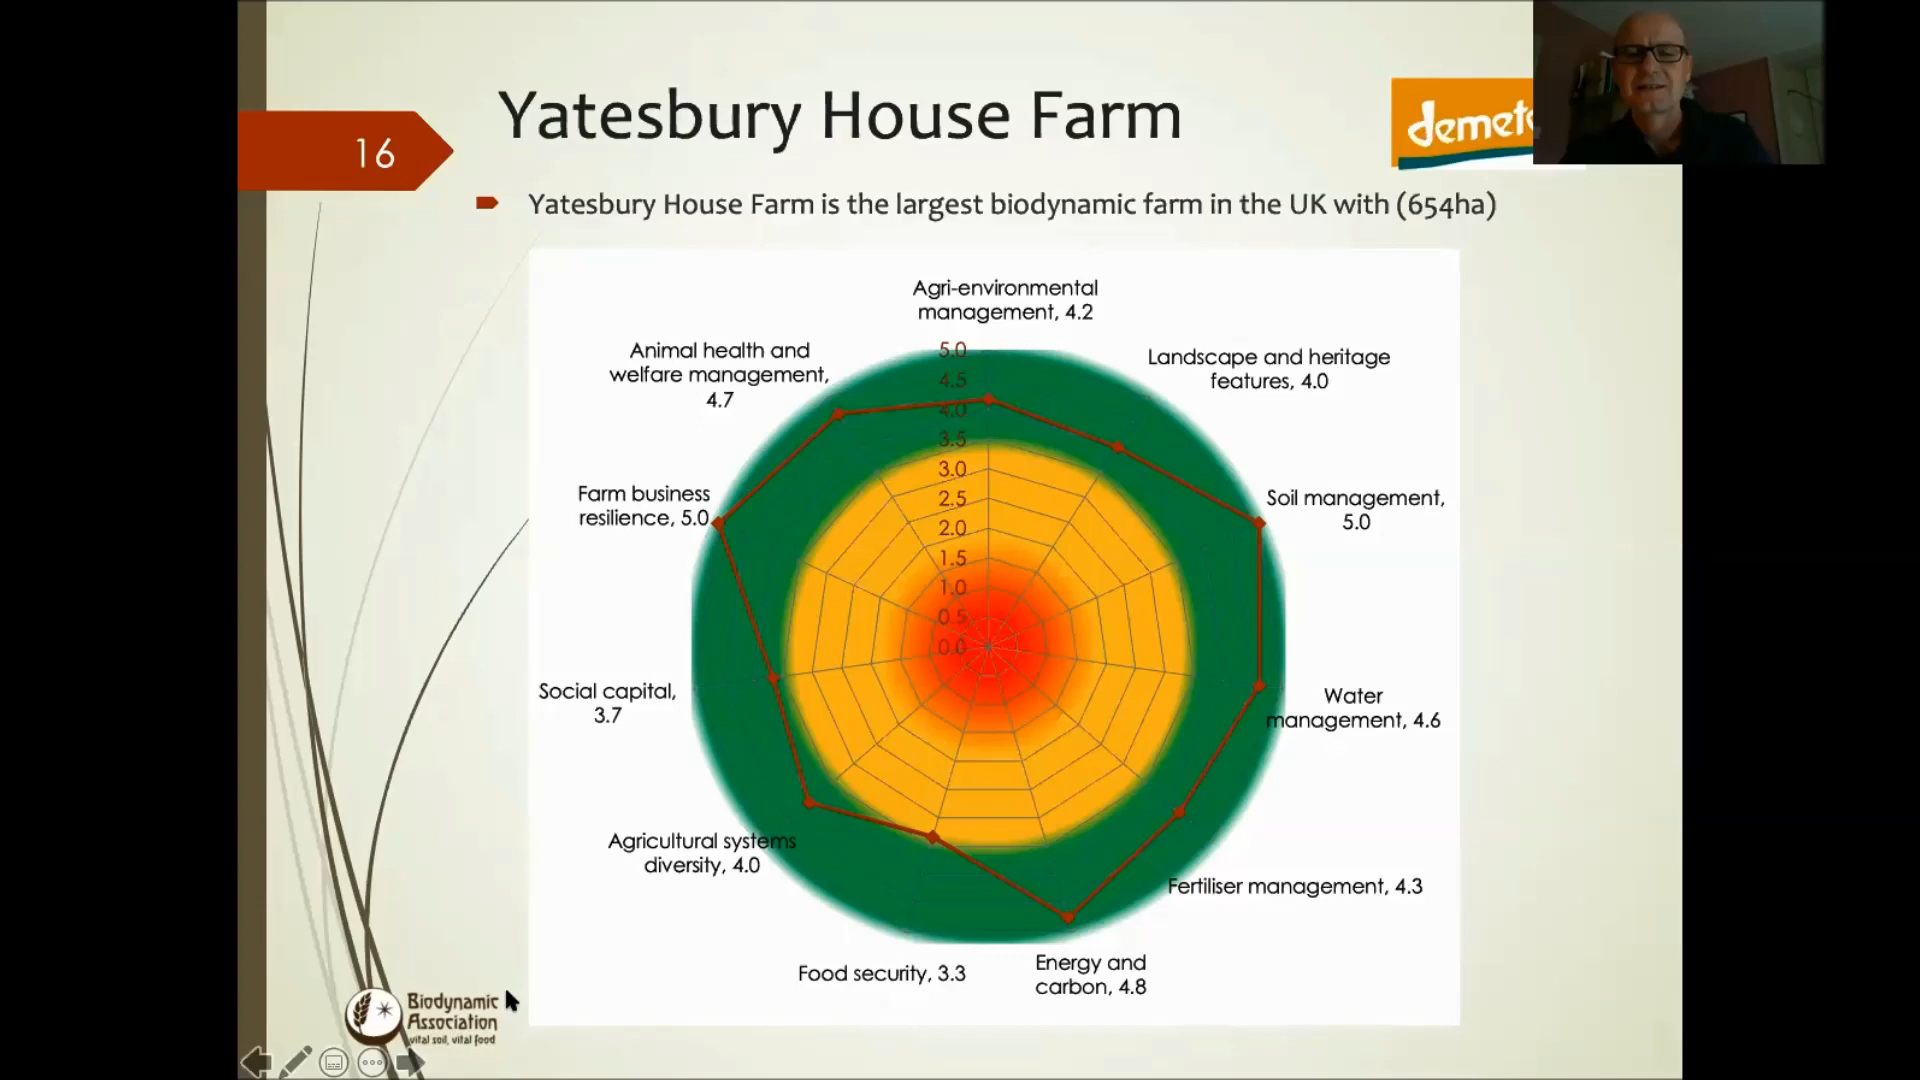 Yatesbury House Farm
16
Yatesbury House Farm is the largest biodynamic farm in the UK with (654ha)
Agri-environmental
management, 4.2
Landscape and heritage
features, 4.0
Soil management,
5.0
Water
management, 4.6
Fertiliser management, 4.3
Energy and
carbon, 4.8
Food security, 3.3
Agricultural systems
diversity, 4.0
Social capital,
3.7
Farm business
resilience, 5.0
Animal health and
welfare management,
4.7
5.0
4.5
4.0
3.5
3.0
2.5
2.0
1.5
1.0
0.5
0.0
Biodynamic
Association
vital soil, vital food